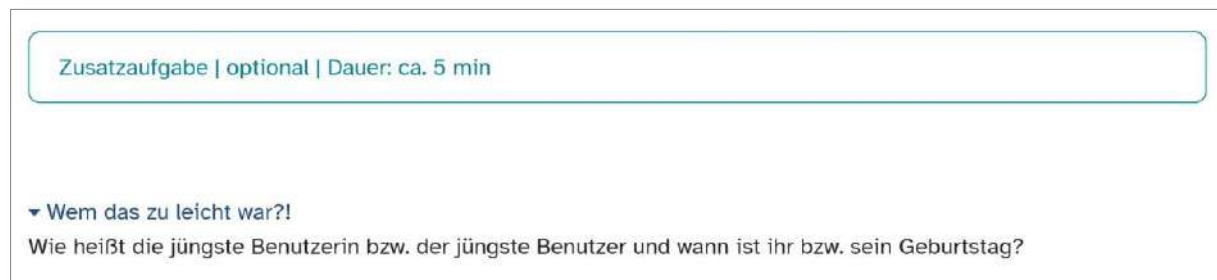 Zusatzaufgabe | optional | Dauer: ca. 5 min
Wem das zu leicht war?!
Wie heißt die jüngste Benutzerin bzw. der jüngste Benutzer und wann ist ihr bzw. sein Geburtstag?